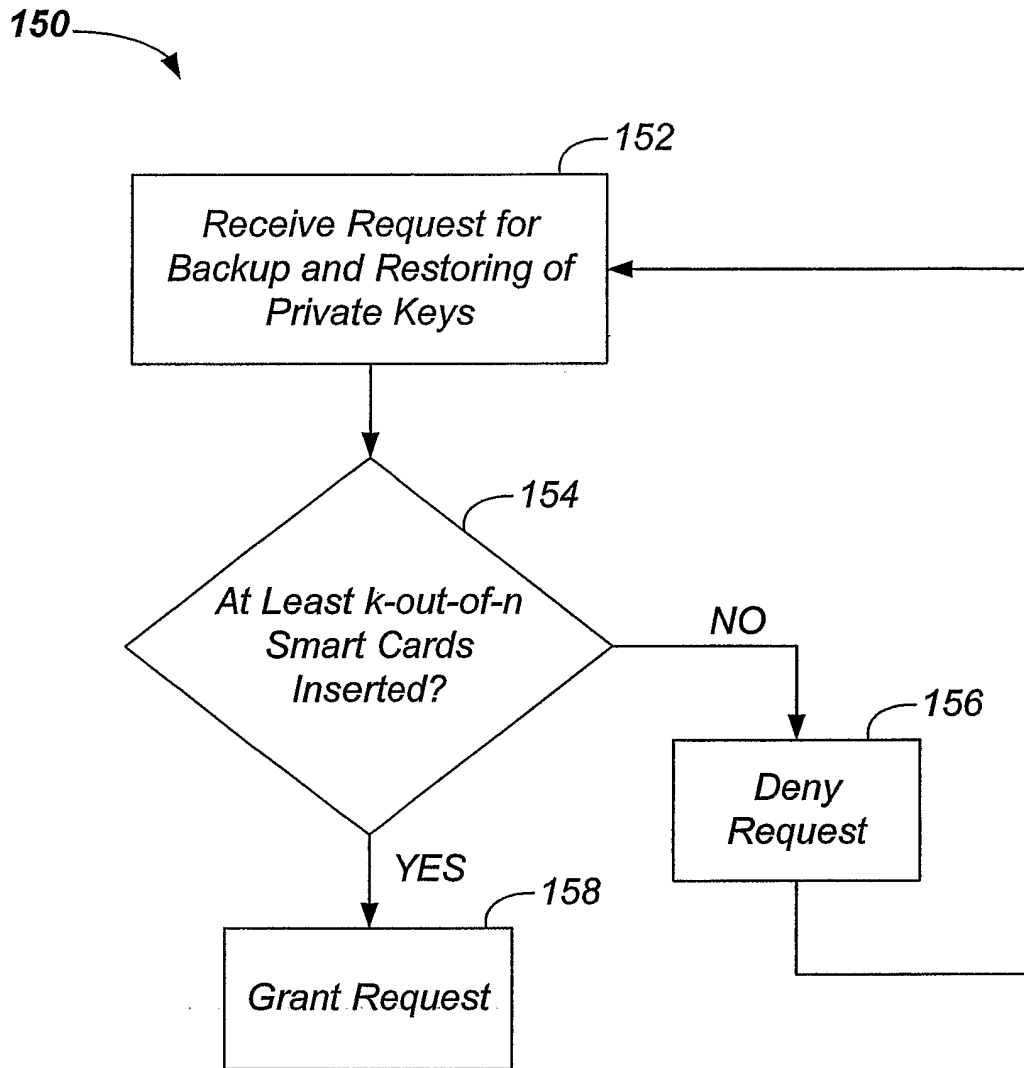 150
152
Receive Request for
Backup and Restoring of
Private Keys
154
At Least k-out-of-n
Smart Cards
Inserted?
NO
156
Deny
Request
YES
158
Grant Request